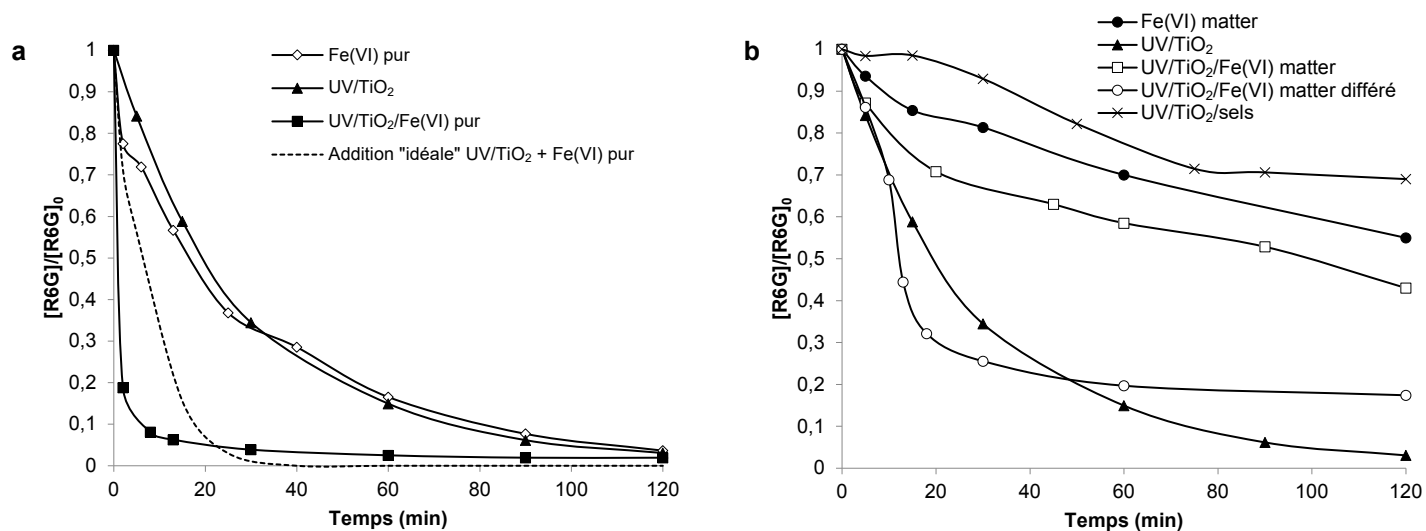 a
[R6G]/[R6G]₀
1
0,9
0,8
0,7
0,6
0,5
0,4
0,3
0,2
0,1
0
0 20 40 60 80 100 120
Temps (min)
Fe(VI) pur
UV/TiO₂
UV/TiO₂/Fe(VI) pur
Addition "idéale" UV/TiO₂ + Fe(VI) pur
b
[R6G]/[R6G]₀
1
0,9
0,8
0,7
0,6
0,5
0,4
0,3
0,2
0,1
0
0 20 40 60 80 100 120
Temps (min)
Fe(VI) matter
UV/TiO₂
UV/TiO₂/Fe(VI) matter
UV/TiO₂/Fe(VI) matter différé
UV/TiO₂/sels